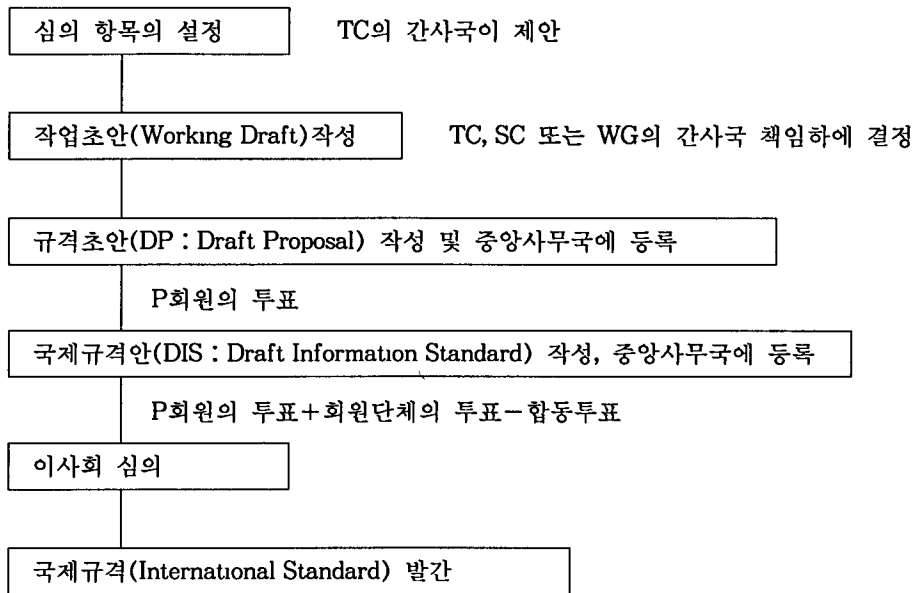 심의 항목의 설정 TC의 간사국이 제안
작업초안(Working Draft)작성 TC, SC 또는 WG의 간사국 책임하에 결정
규격초안(DP : Draft Proposal) 작성 및 중앙사무국에 등록
P회원의 투표
국제규격안(DIS : Draft Information Standard) 작성, 중앙사무국에 등록
P회원의 투표+회원단체의 투표-합동투표
이사회 심의
국제규격(International Standard) 발간